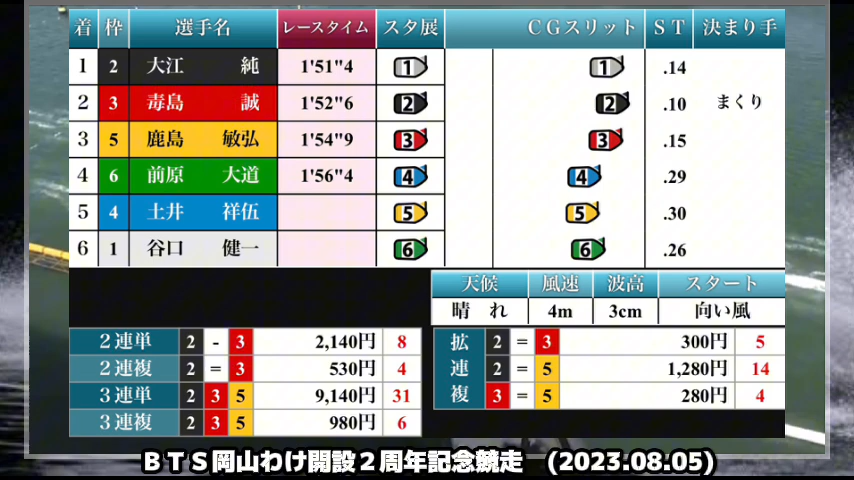 着 枠 選手名 レースタイム スタ展 CGスリット ST 決まり手
1 2 大江 純 1'51"4 1 1 .14
2 3 毒島 誠 1'52"6 2 2 .10 まくり
3 5 鹿島 敏弘 1'54"9 3 3 .15
4 6 前原 大道 1'56"4 4 4 .29
5 4 土井 祥伍 5 5 .30
6 1 谷口 健一 6 6 .26
天候 風速 波高 スタート
晴れ 4m 3cm 向い風
2連単 2 - 3 2,140円 8
2連複 2 = 3 530円 4
3連単 2 3 5 9,140円 31
3連複 2 3 5 980円 6
拡 2 = 3 300円 5
連 2 = 5 1,280円 14
複 3 = 5 280円 4
BTS岡山わけ開設2周年記念競走 (2023.08.05)